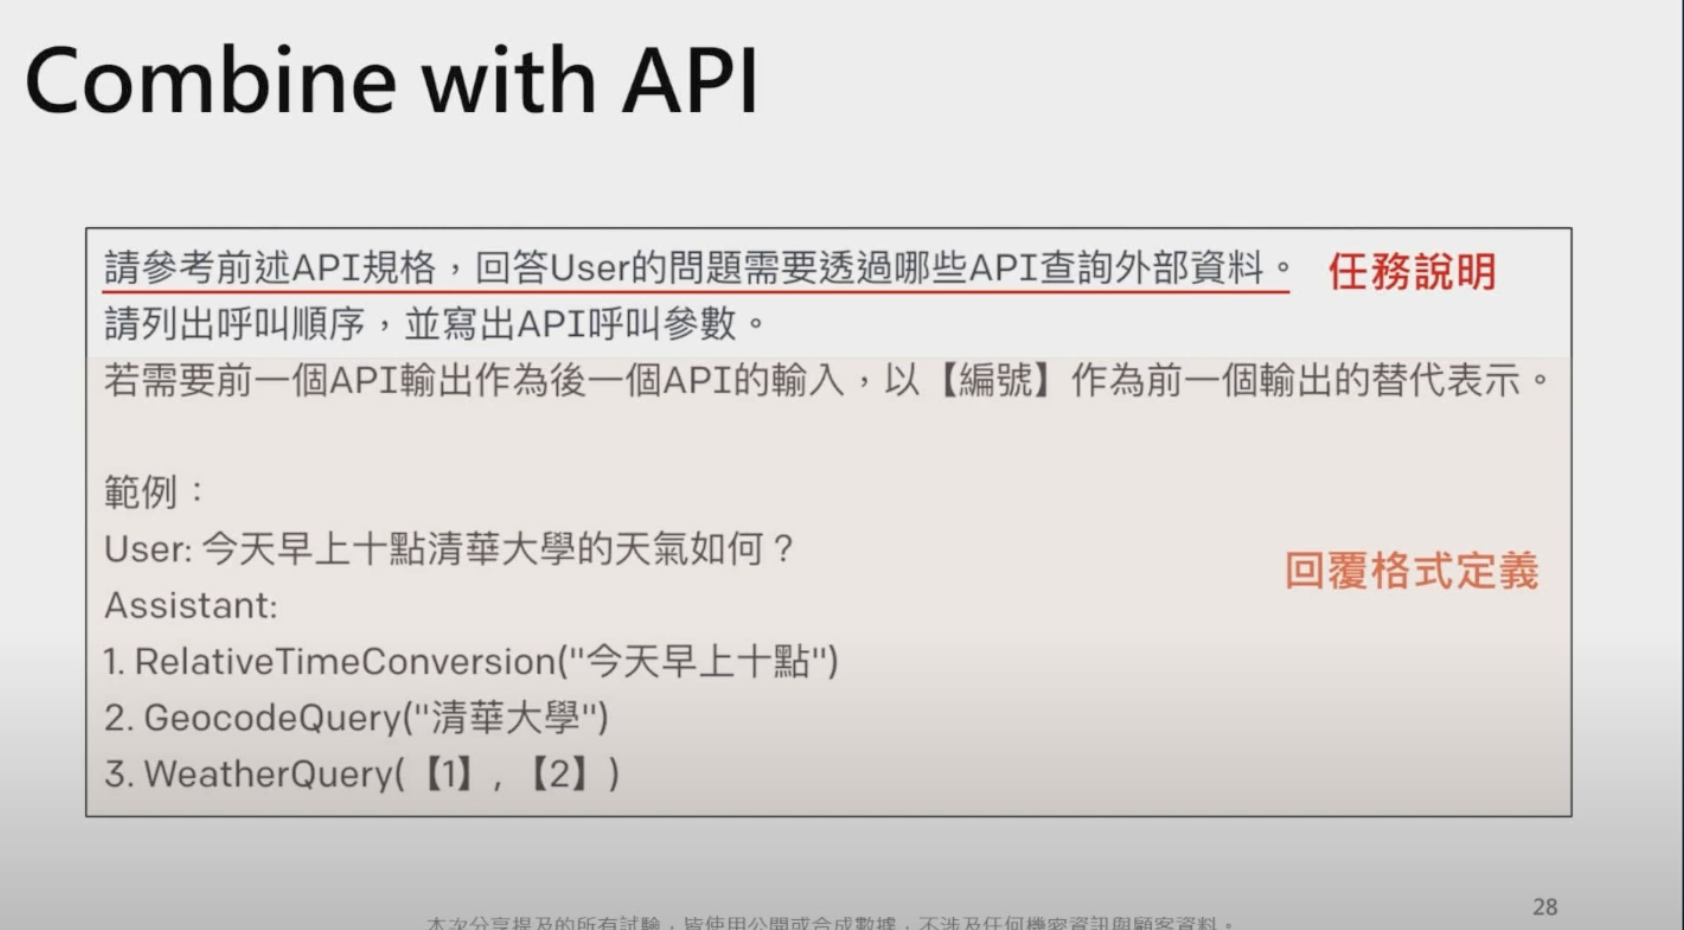 Combine with API
請參考前述API規格，回答User的問題需要透過哪些API查詢外部資料。 任務說明
請列出呼叫順序，並寫出API呼叫參數。
若需要前一個API輸出作為後一個API的輸入，以【編號】作為前一個輸出的替代表示。
範例：
User: 今天早上十點清華大學的天氣如何？
回覆格式定義
Assistant:
1. RelativeTimeConversion("今天早上十點")
2. GeocodeQuery("清華大學")
3. WeatherQuery(【1】, 【2】)
28
本次分享提及的所有試驗，皆使用公開或合成數據，不涉及任何機密資訊與顧客資料。